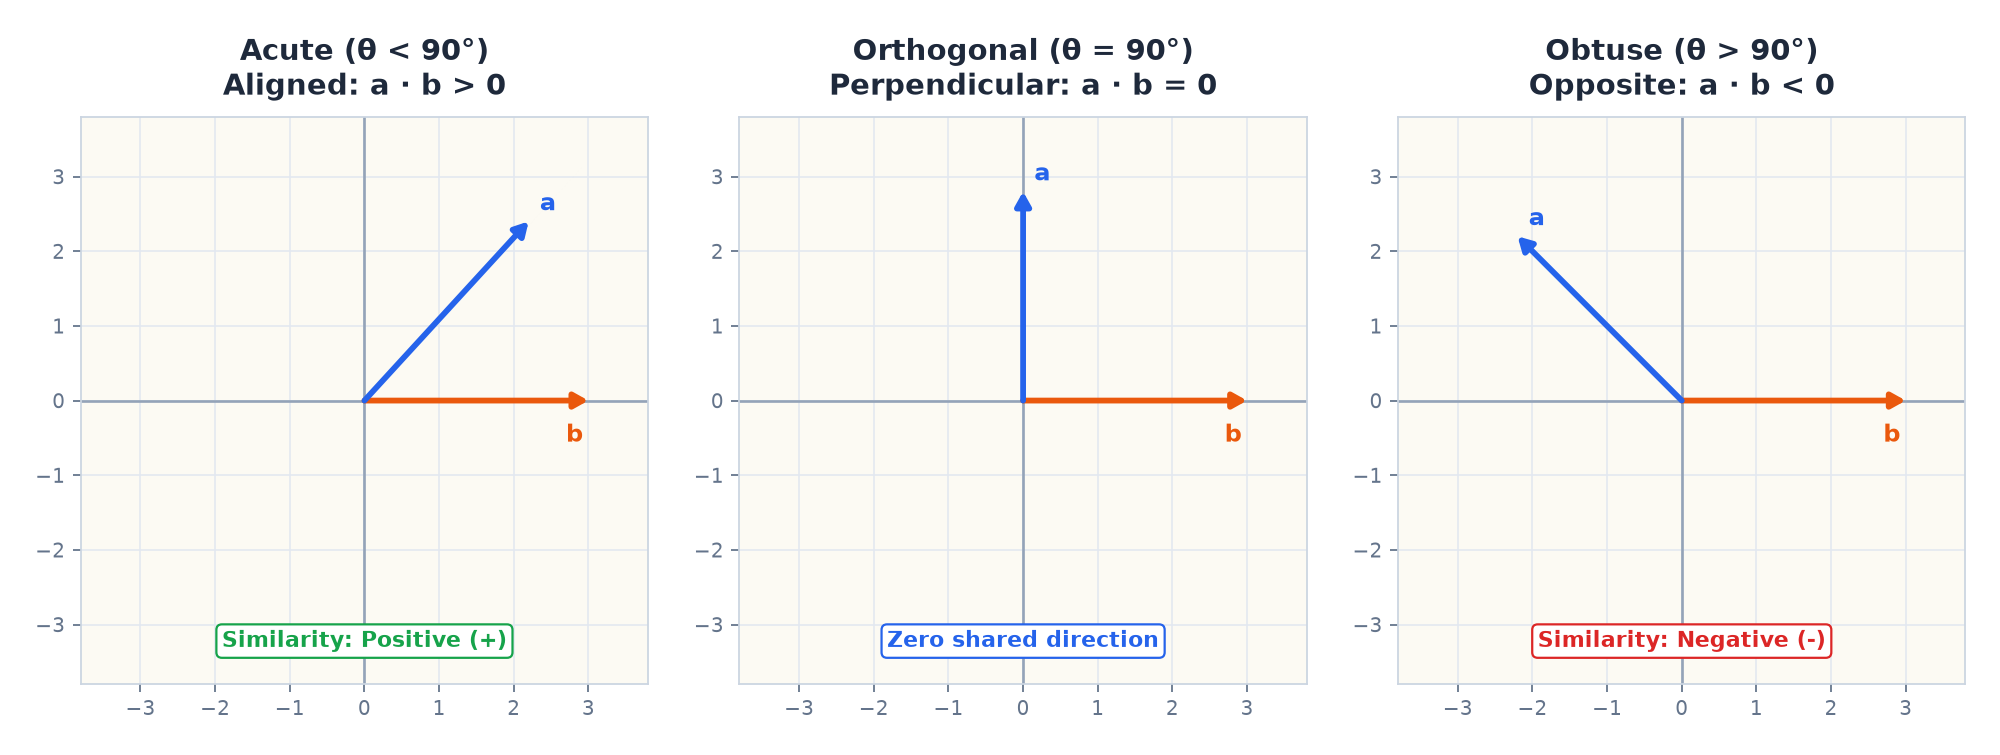 Acute (θ < 90°)
Aligned: a · b > 0
3
2
1
0
−1
−2
−3
a
b
Similarity: Positive (+)
−3 −2 −1 0 1 2 3
Orthogonal (θ = 90°)
Perpendicular: a · b = 0
3
2
1
0
−1
−2
−3
a
b
Zero shared direction
−3 −2 −1 0 1 2 3
Obtuse (θ > 90°)
Opposite: a · b < 0
3
2
1
0
−1
−2
−3
a
b
Similarity: Negative (-)
−3 −2 −1 0 1 2 3